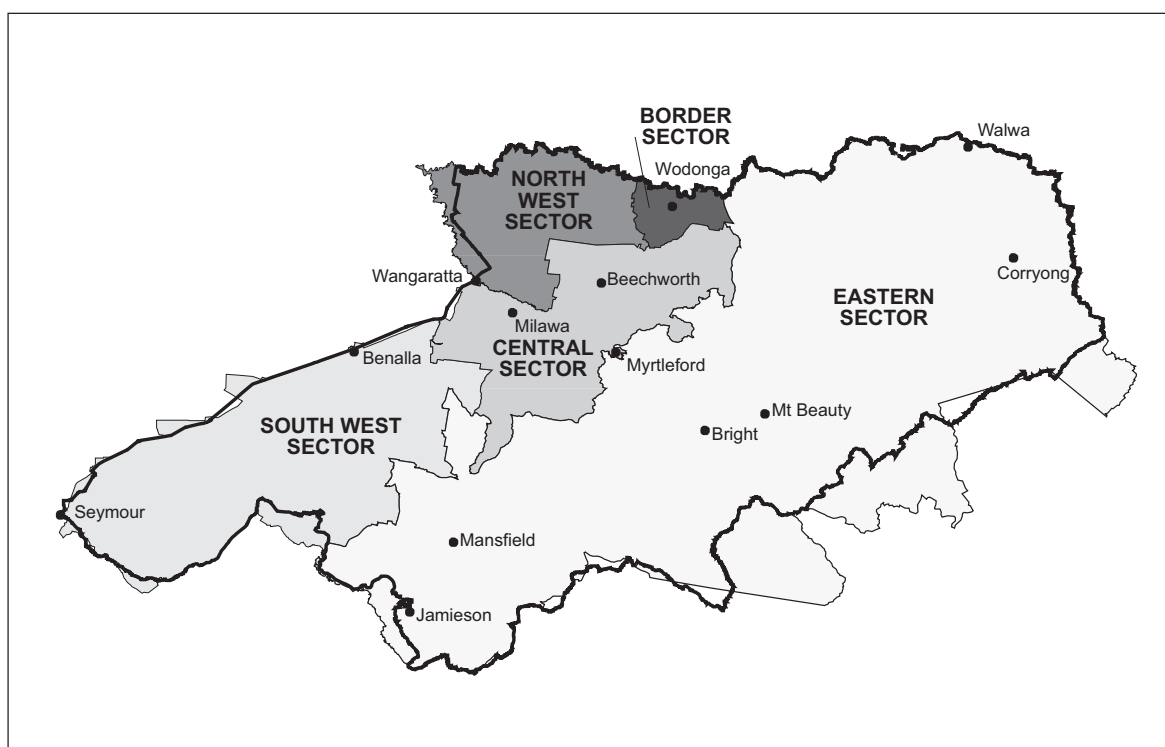 BORDER
SECTOR
Walwa
Wodonga
NORTH
WEST
SECTOR
Corryong
Wangaratta
Beechworth
EASTERN
SECTOR
Milawa
CENTRAL
SECTOR
Benalla
Myrtleford
Mt Beauty
SOUTH WEST
SECTOR
Bright
Seymour
Mansfield
Jamieson